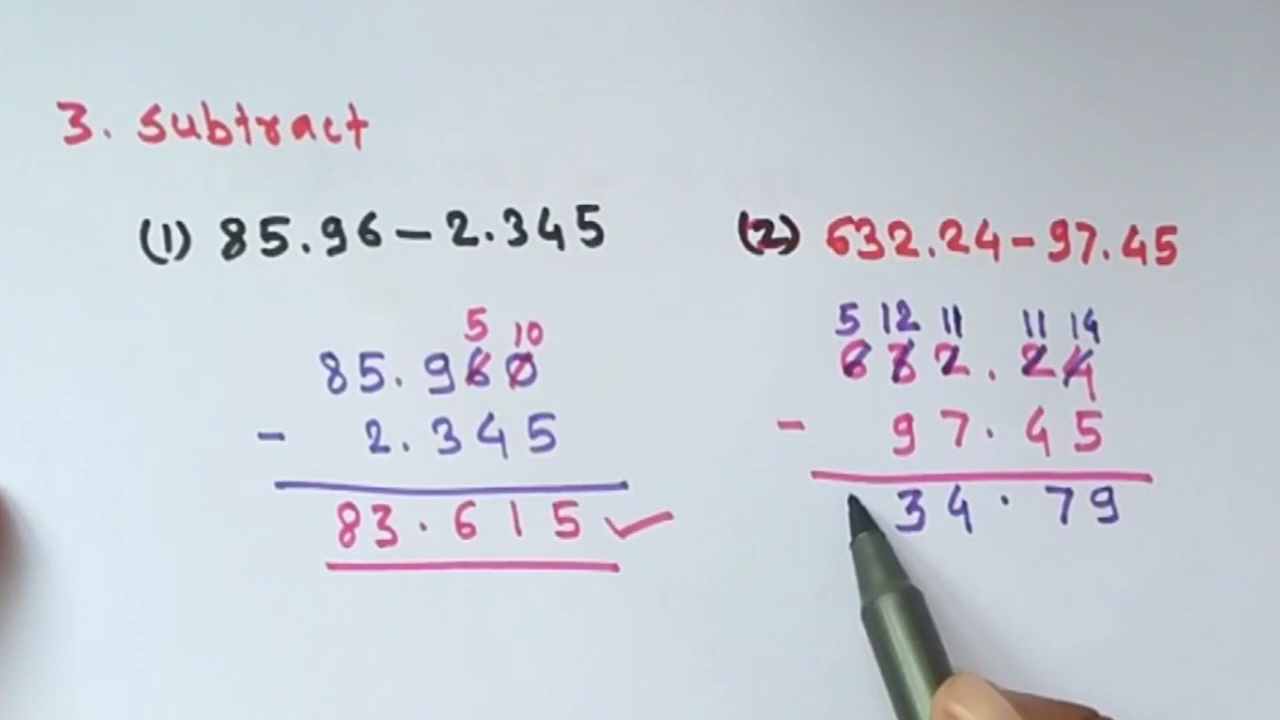 3. Subtract
(1) 85.96 – 2.345
5 10
85.960
- 2.345
83.615 ✓
(2) 632.24 - 97.45
5 12 11 11 14
632.24
- 97.45
34.79